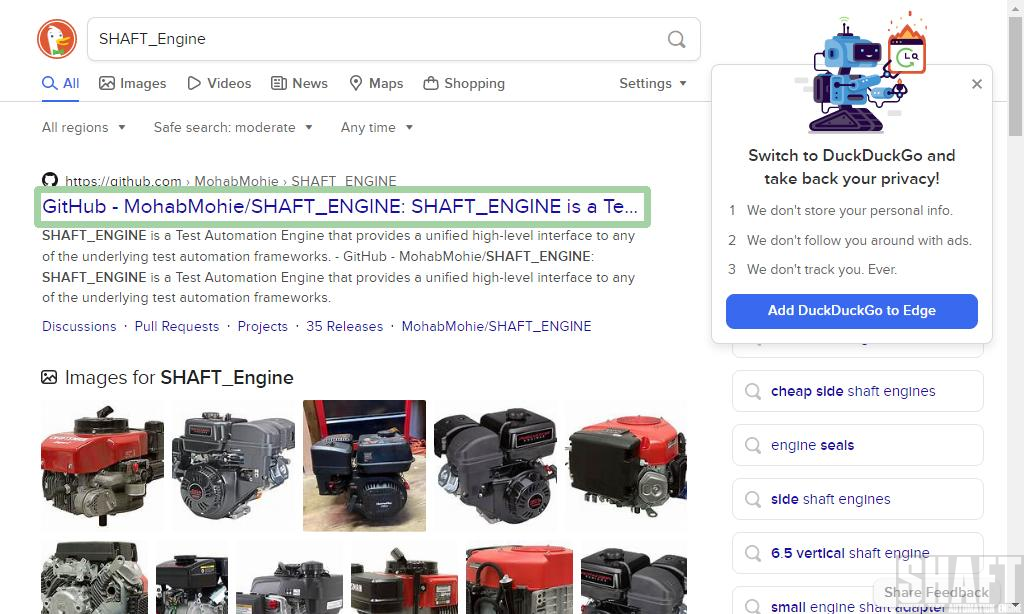 SHAFT_Engine
All
Images
Videos
News
Maps
Shopping
Settings
All regions
Safe search: moderate
Any time
https://github.com › MohabMohie › SHAFT_ENGINE
GitHub - MohabMohie/SHAFT_ENGINE: SHAFT_ENGINE is a Te...
SHAFT_ENGINE is a Test Automation Engine that provides a unified high-level interface to any
of the underlying test automation frameworks. - GitHub - MohabMohie/SHAFT_ENGINE:
SHAFT_ENGINE is a Test Automation Engine that provides a unified high-level interface to any
of the underlying test automation frameworks.
Discussions · Pull Requests · Projects · 35 Releases · MohabMohie/SHAFT_ENGINE
Images for SHAFT_Engine
Switch to DuckDuckGo and
take back your privacy!
1 We don't store your personal info.
2 We don't follow you around with ads.
3 We don't track you. Ever.
Add DuckDuckGo to Edge
cheap side shaft engines
engine seals
side shaft engines
6.5 vertical shaft engine
small engine shaft adapter
Share Feedback
SHAFT